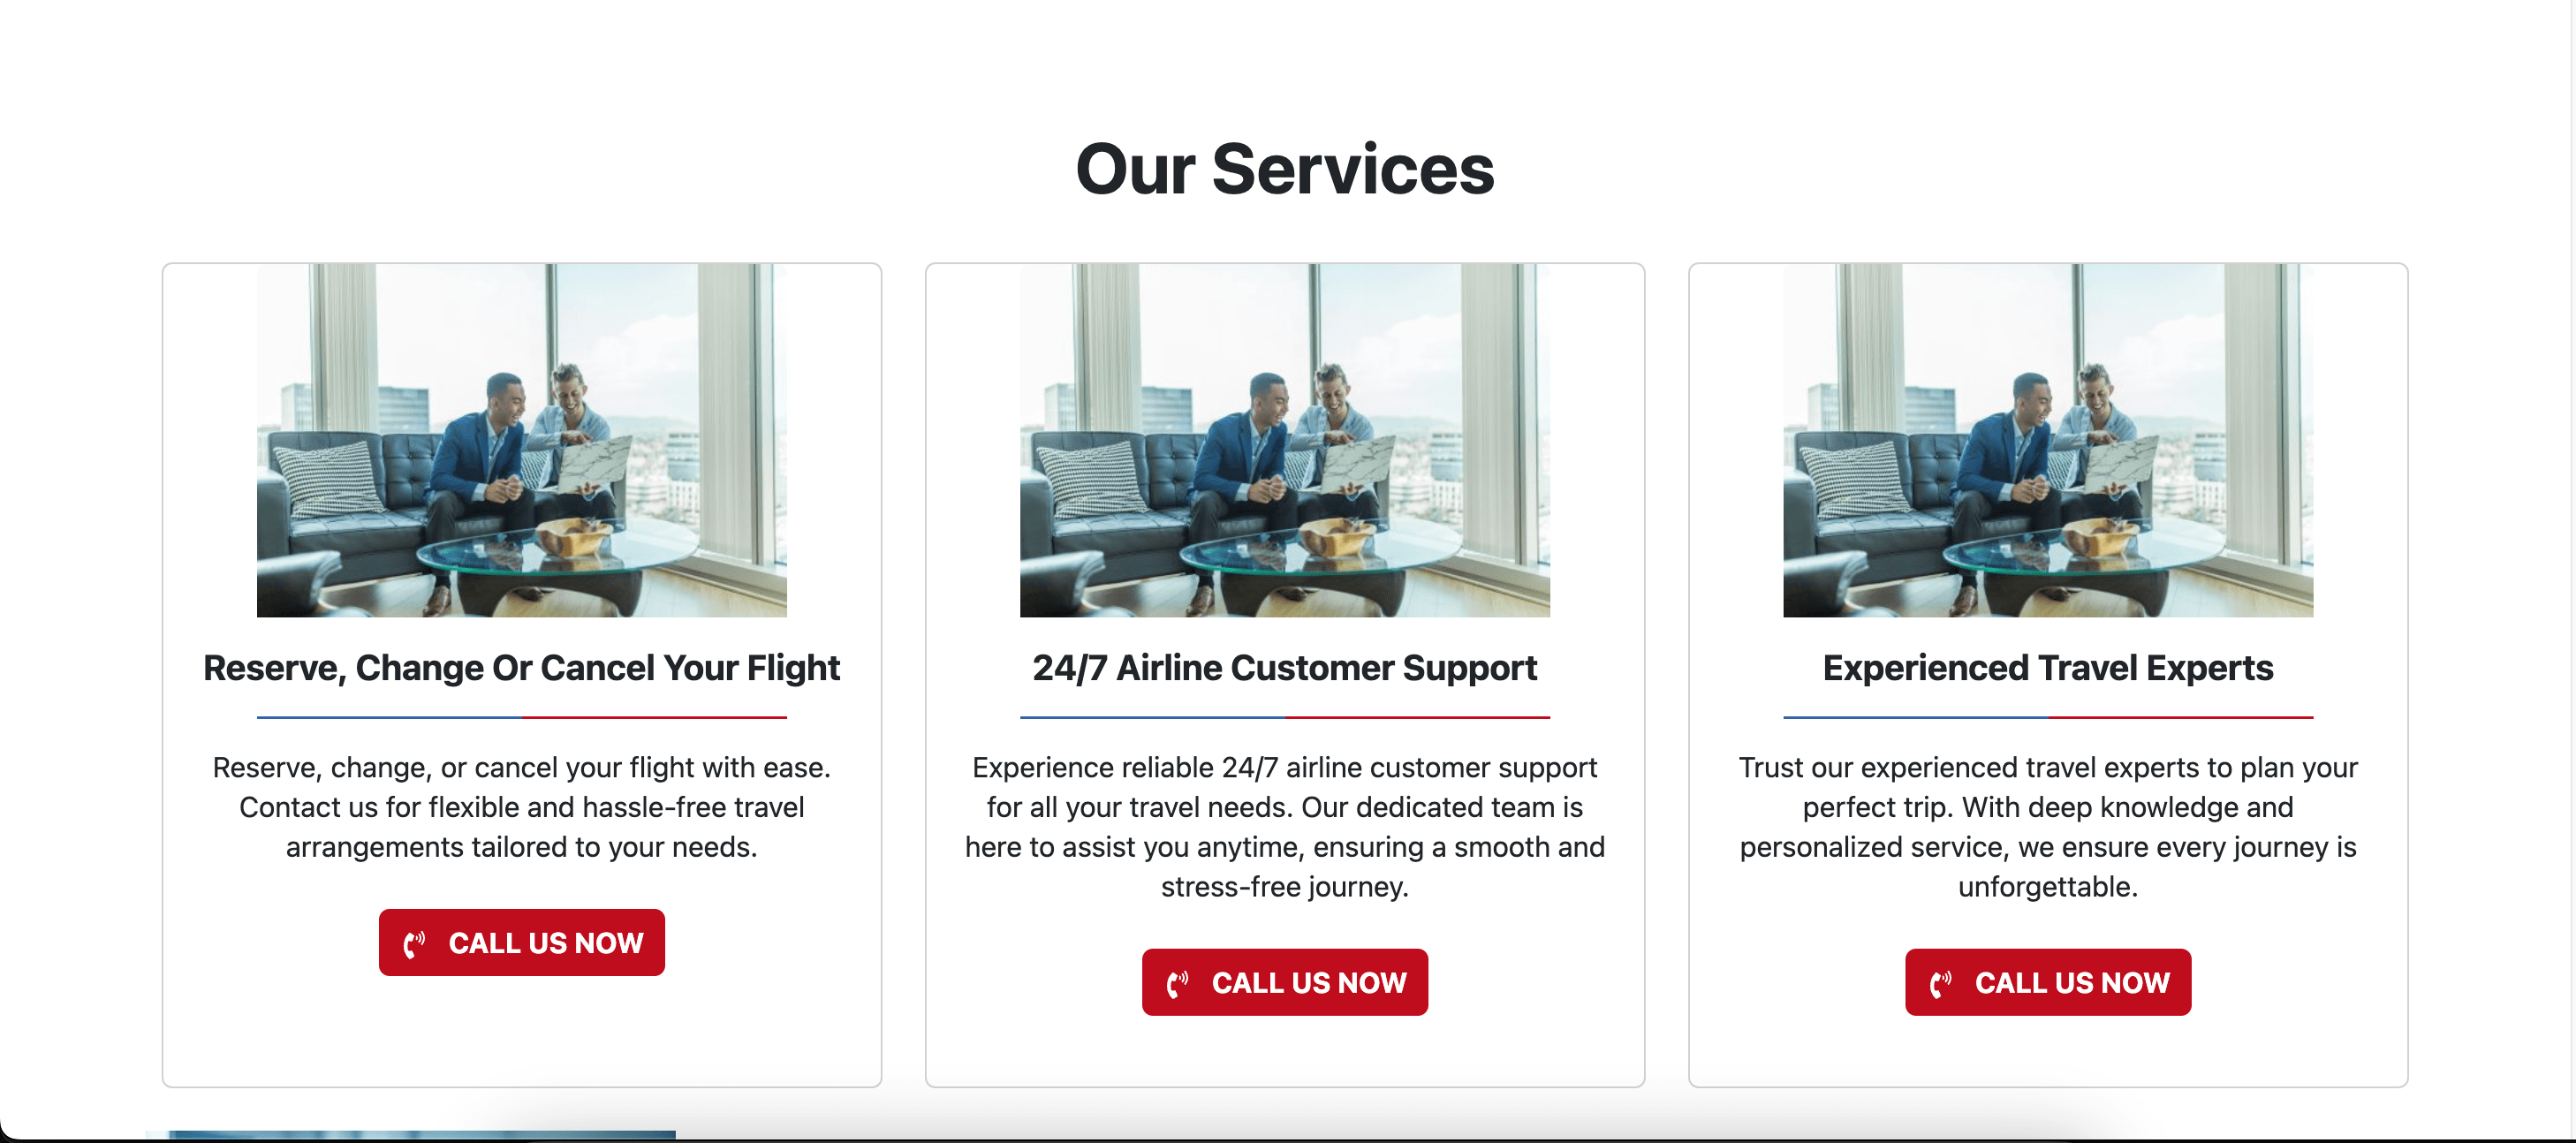 Our Services
Reserve, Change Or Cancel Your Flight
Reserve, change, or cancel your flight with ease.
Contact us for flexible and hassle-free travel
arrangements tailored to your needs.
CALL US NOW
24/7 Airline Customer Support
Experience reliable 24/7 airline customer support
for all your travel needs. Our dedicated team is
here to assist you anytime, ensuring a smooth and
stress-free journey.
CALL US NOW
Experienced Travel Experts
Trust our experienced travel experts to plan your
perfect trip. With deep knowledge and
personalized service, we ensure every journey is
unforgettable.
CALL US NOW